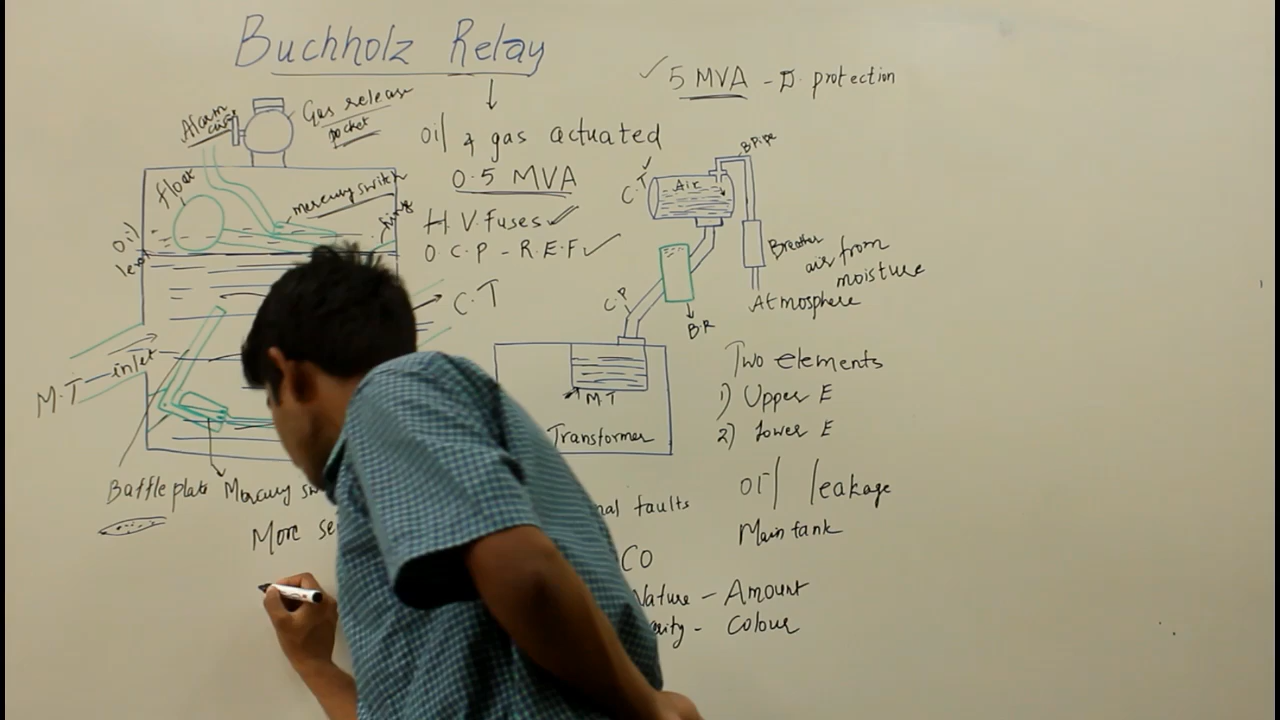 Buchholz Relay
✓ 5 MVA - D. protection
Alarm
Gas release
pocket
oil & gas actuated
0.5 MVA
H.V. Fuses ✓
O.C.P - R.E.F ✓
float
mercury switch
oil
level
C.T ✓
Air
B.Pipe
Breather
air from
moisture
Atmosphere
C.P
B.R
C.T
inlet
M.T
M.T
Transformer
Two elements
1) Upper E
2) Lower E
Baffle plate
Mercury
More
faults
oil leakage
Main tank
CO
Nature - Amount
Colour